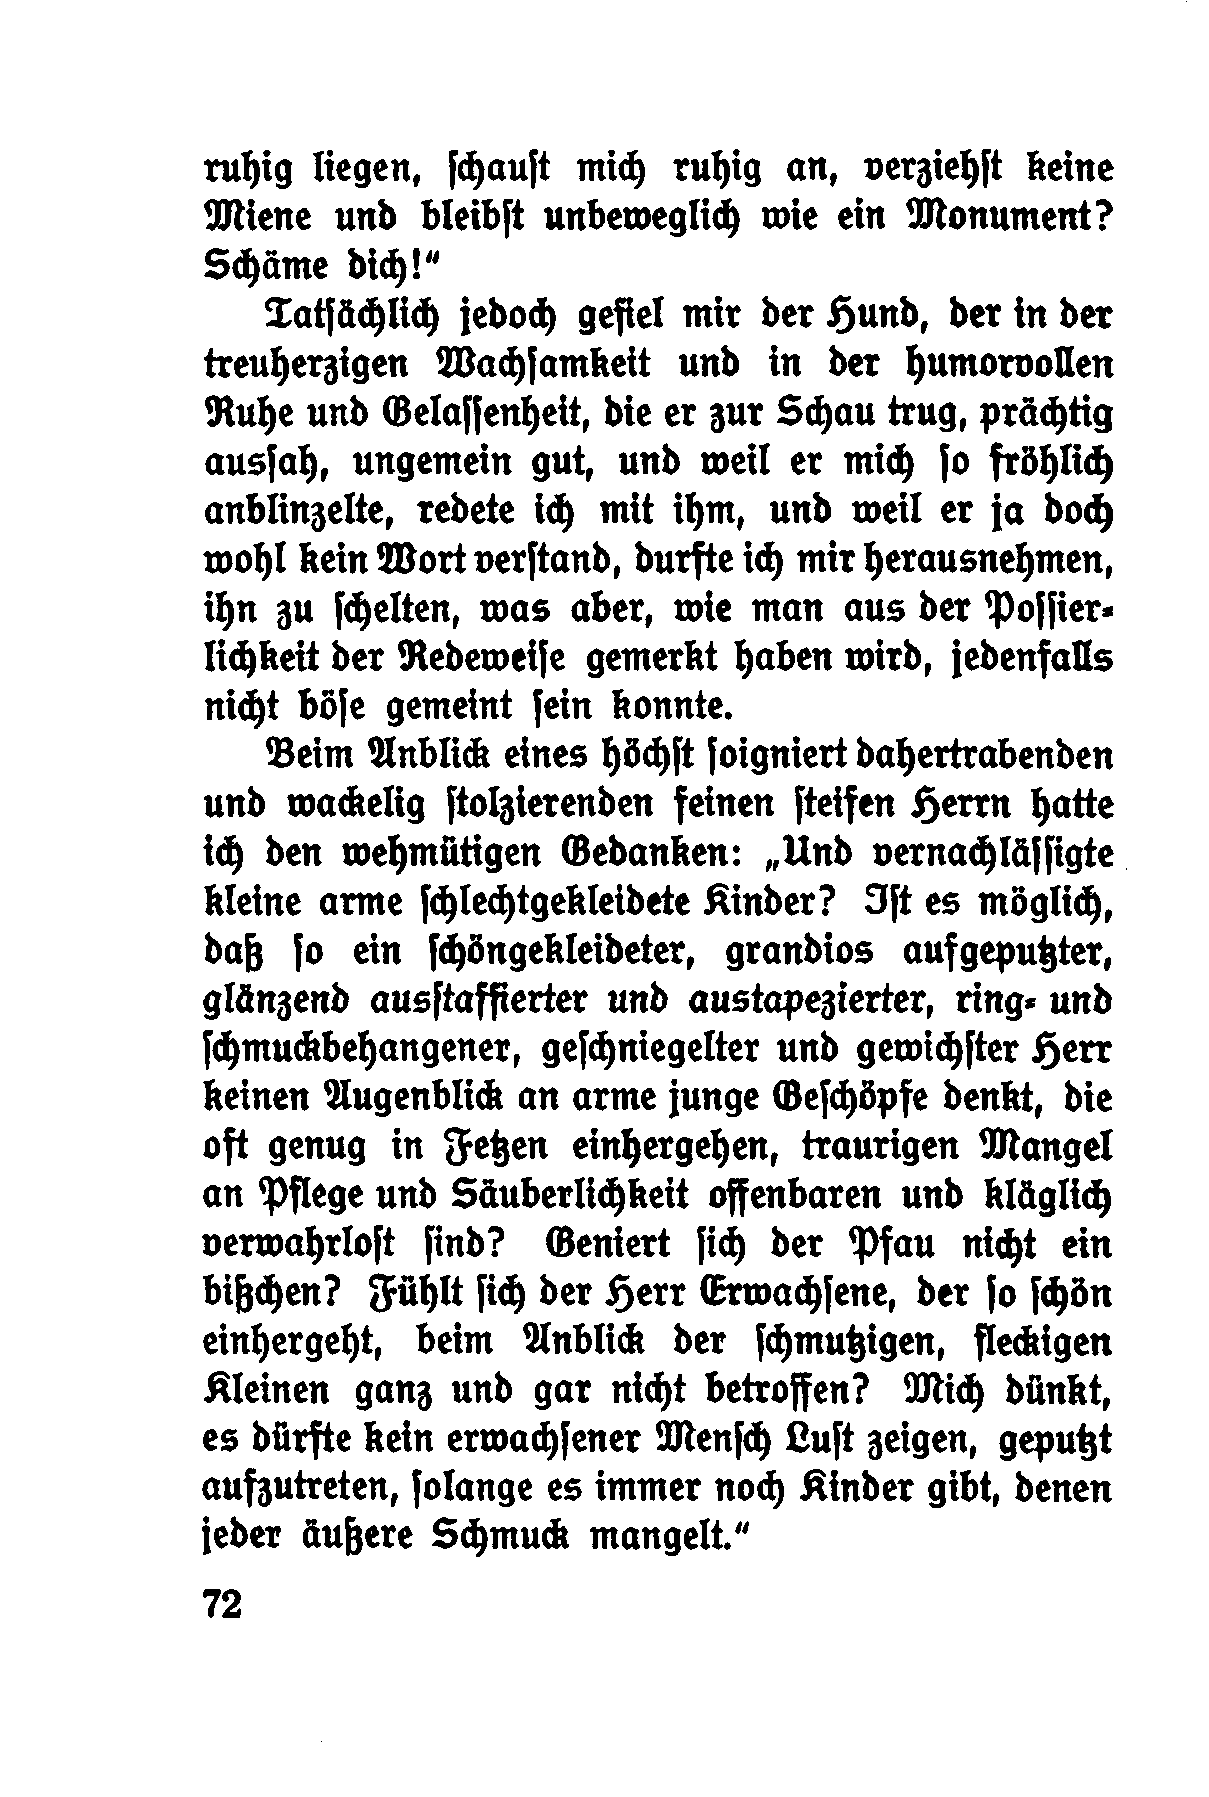 ruhig liegen, ſchauſt mich ruhig an, verziehſt keine
Miene und bleibſt unbeweglich wie ein Monument?
Schäme dich!“
Tatſächlich jedoch gefiel mir der Hund, der in der
treuherzigen Wachſamkeit und in der humorvollen
Ruhe und Gelaſſenheit, die er zur Schau trug, prächtig
ausſah, ungemein gut, und weil er mich ſo fröhlich
anblinzelte, redete ich mit ihm, und weil er ja doch
wohl kein Wort verſtand, durfte ich mir herausnehmen,
ihn zu ſchelten, was aber, wie man aus der Poſſier-
lichkeit der Redeweiſe gemerkt haben wird, jedenfalls
nicht böſe gemeint ſein konnte.
Beim Anblick eines höchſt ſoigniert dahertrabenden
und wackelig ſtolzierenden feinen ſteifen Herrn hatte
ich den wehmütigen Gedanken: „Und vernachläſſigte
kleine arme ſchlechtgekleidete Kinder? Iſt es möglich,
daß ſo ein ſchöngekleideter, grandios aufgeputzter,
glänzend ausſtaffierter und austapezierter, ring- und
ſchmuckbehangener, geſchniegelter und gewichſter Herr
keinen Augenblick an arme junge Geſchöpfe denkt, die
oft genug in Fetzen einhergehen, traurigen Mangel
an Pflege und Säuberlichkeit offenbaren und kläglich
verwahrloſt ſind? Geniert ſich der Pfau nicht ein
bißchen? Fühlt ſich der Herr Erwachſene, der ſo ſchön
einhergeht, beim Anblick der ſchmutzigen, fleckigen
Kleinen ganz und gar nicht betroffen? Mich dünkt,
es dürfte kein erwachſener Menſch Luſt zeigen, geputzt
aufzutreten, ſolange es immer noch Kinder gibt, denen
jeder äußere Schmuck mangelt.“
72